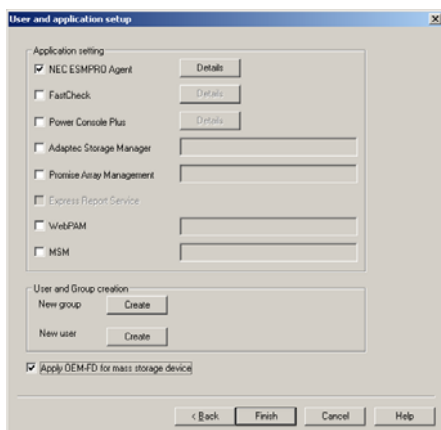 User and application setup
Application setting
NEC ESMPRO Agent Details
FastCheck Details
Power Console Plus Details
Adaptec Storage Manager
Promise Array Management
Express Report Service
WebPAM
MSM
User and Group creation
New group Create
New user Create
Apply OEM-FD for mass storage device
< Back Finish Cancel Help